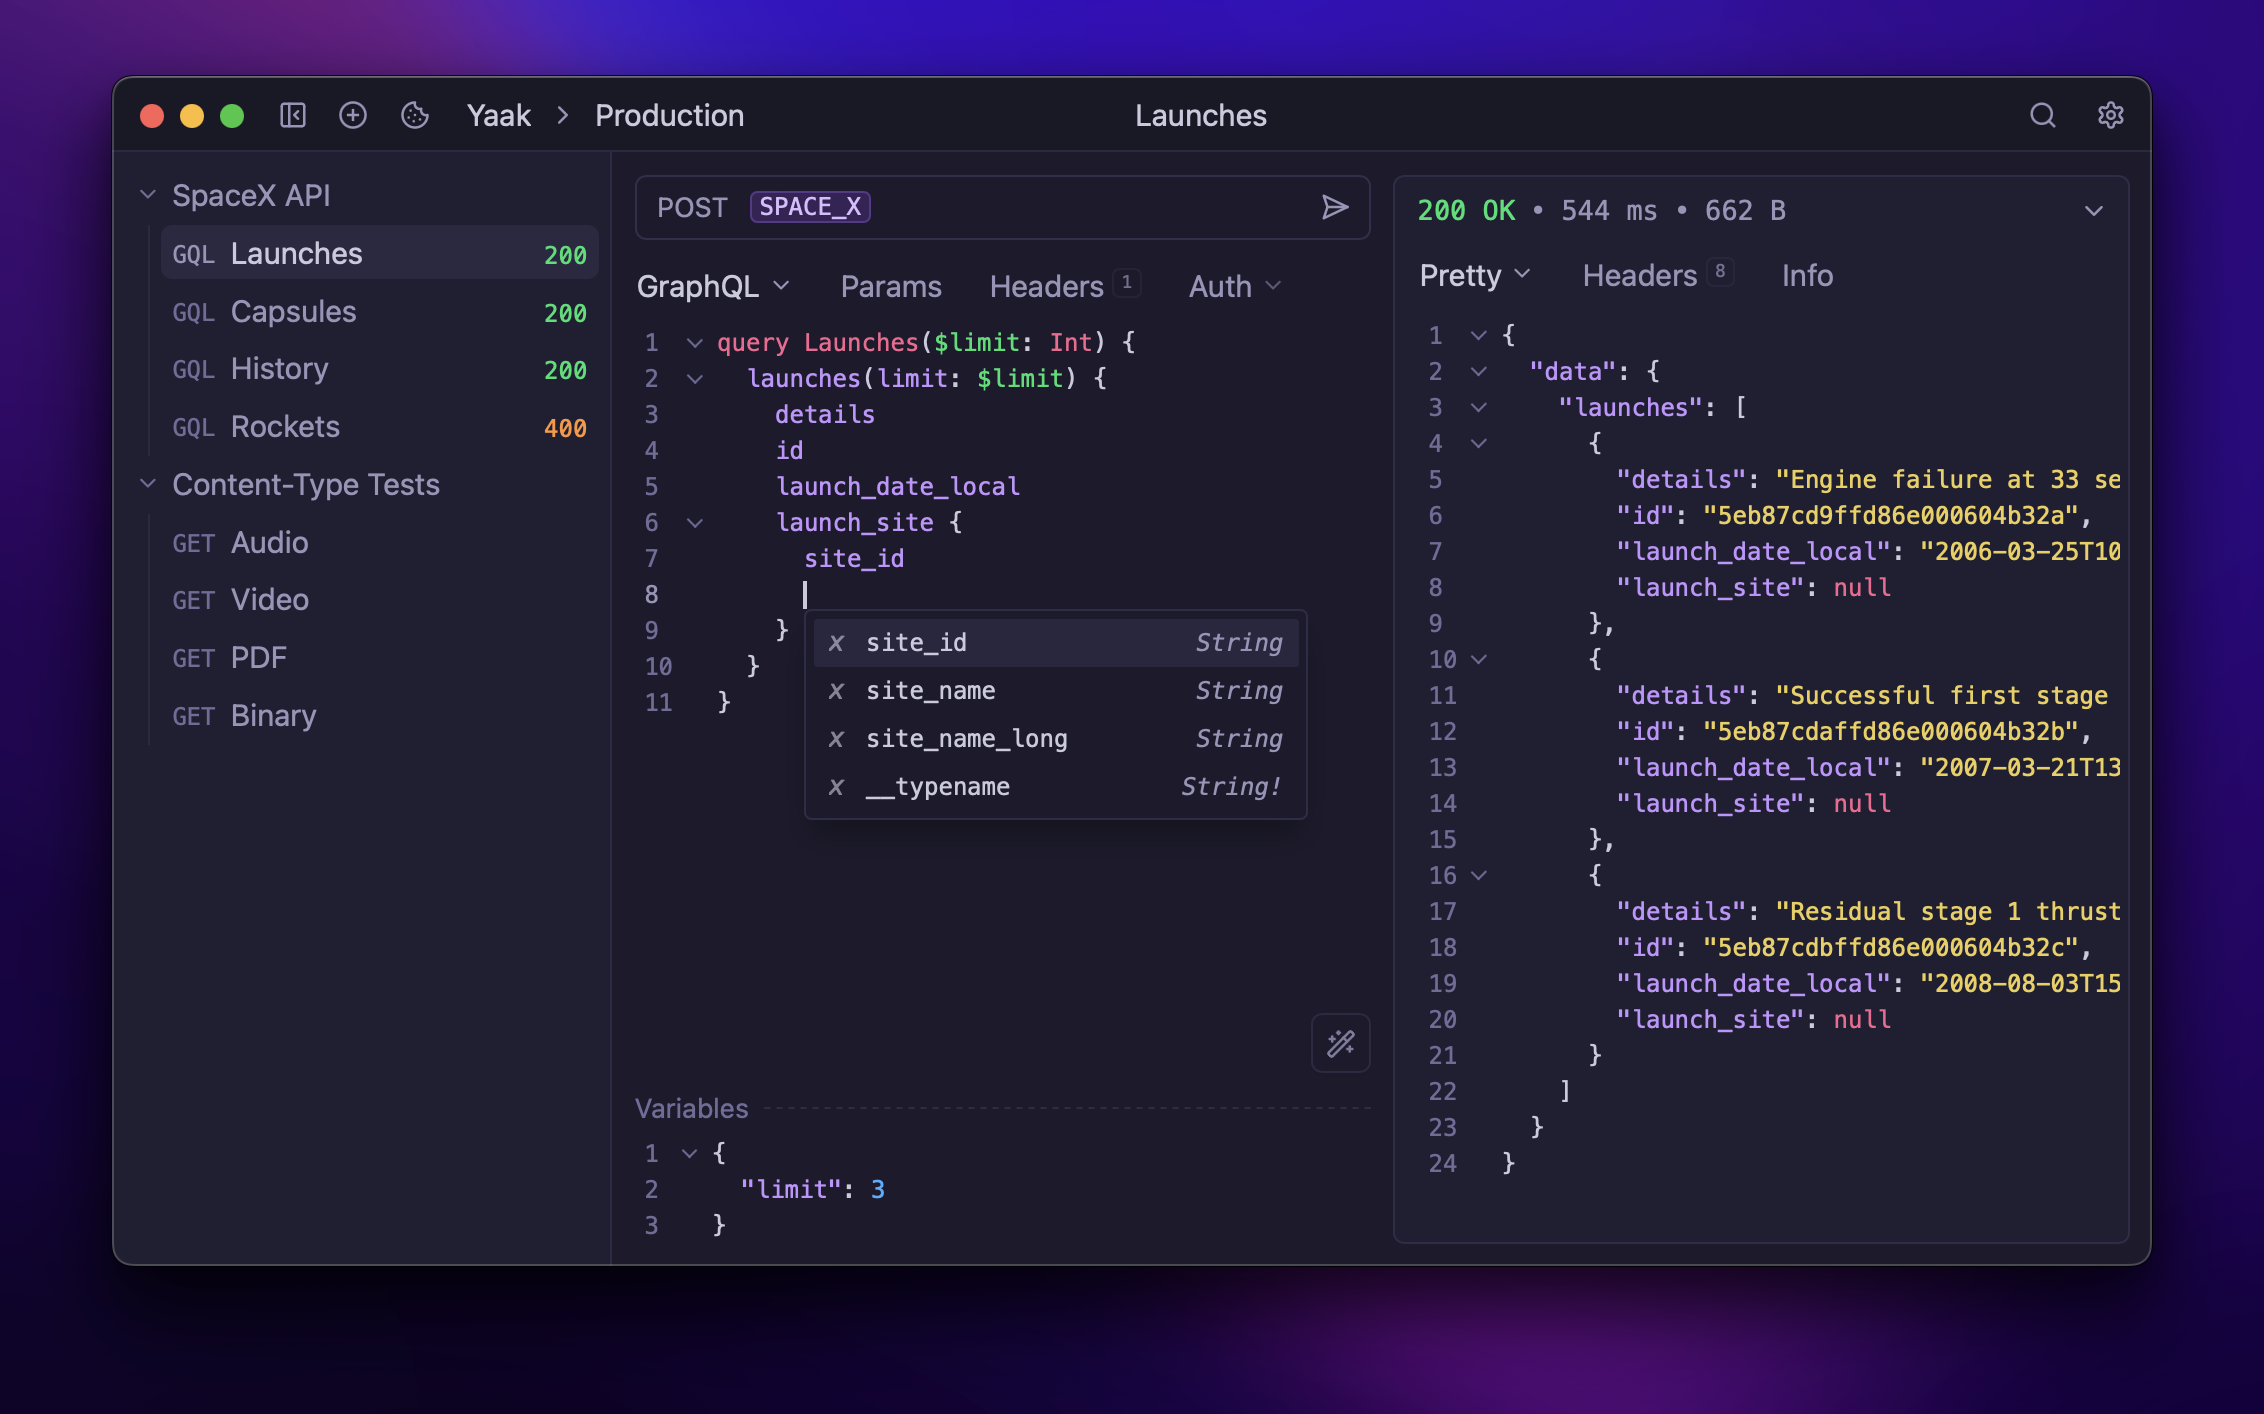 Yaak > Production
Launches
SpaceX API
GQL Launches 200
GQL Capsules 200
GQL History 200
GQL Rockets 400
Content-Type Tests
GET Audio
GET Video
GET PDF
GET Binary
POST SPACE_X
GraphQL Params Headers 1 Auth
1 query Launches($limit: Int) {
2 launches(limit: $limit) {
3 details
4 id
5 launch_date_local
6 launch_site {
7 site_id
8
9 }
10 }
11 }
x site_id String
x site_name String
x site_name_long String
x __typename String!
Variables
1 {
2 "limit": 3
3 }
200 OK • 544 ms • 662 B
Pretty Headers 8 Info
1 {
2 "data": {
3 "launches": [
4 {
5 "details": "Engine failure at 33 se
6 "id": "5eb87cd9ffd86e000604b32a",
7 "launch_date_local": "2006-03-25T10
8 "launch_site": null
9 },
10 {
11 "details": "Successful first stage
12 "id": "5eb87cdaffd86e000604b32b",
13 "launch_date_local": "2007-03-21T13
14 "launch_site": null
15 },
16 {
17 "details": "Residual stage 1 thrust
18 "id": "5eb87cdbffd86e000604b32c",
19 "launch_date_local": "2008-08-03T15
20 "launch_site": null
21 }
22 ]
23 }
24 }